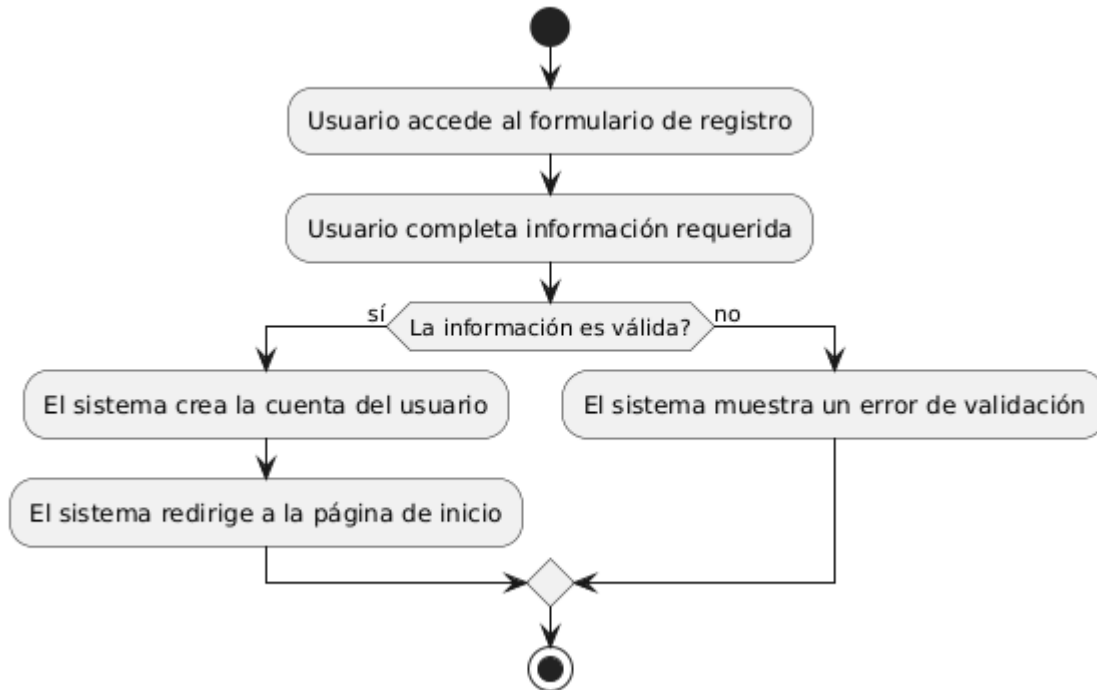 Usuario accede al formulario de registro
Usuario completa información requerida
sí
La información es válida?
no
El sistema crea la cuenta del usuario
El sistema muestra un error de validación
El sistema redirige a la página de inicio